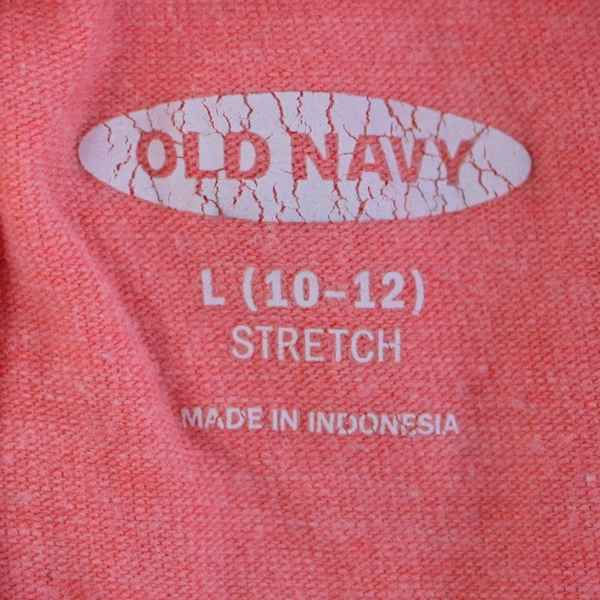 OLD NAVY
L (10-12)
STRETCH
MADE IN INDONESIA